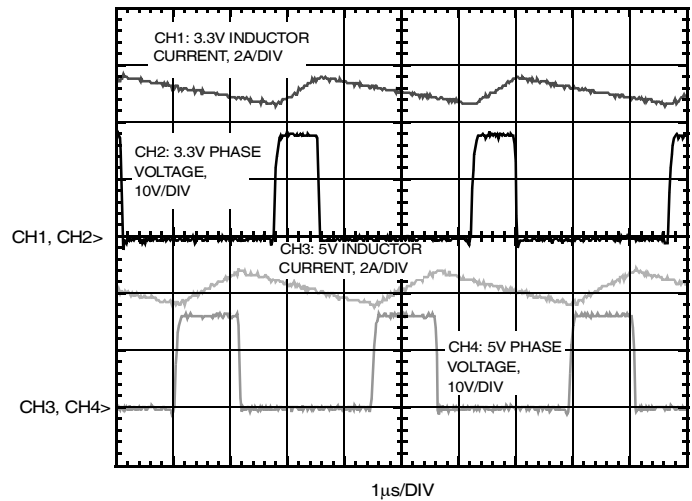 CH1: 3.3V INDUCTOR
CURRENT, 2A/DIV
CH2: 3.3V PHASE
VOLTAGE,
10V/DIV
CH1, CH2>
CH3: 5V INDUCTOR
CURRENT, 2A/DIV
CH4: 5V PHASE
VOLTAGE,
10V/DIV
CH3, CH4>
1μs/DIV